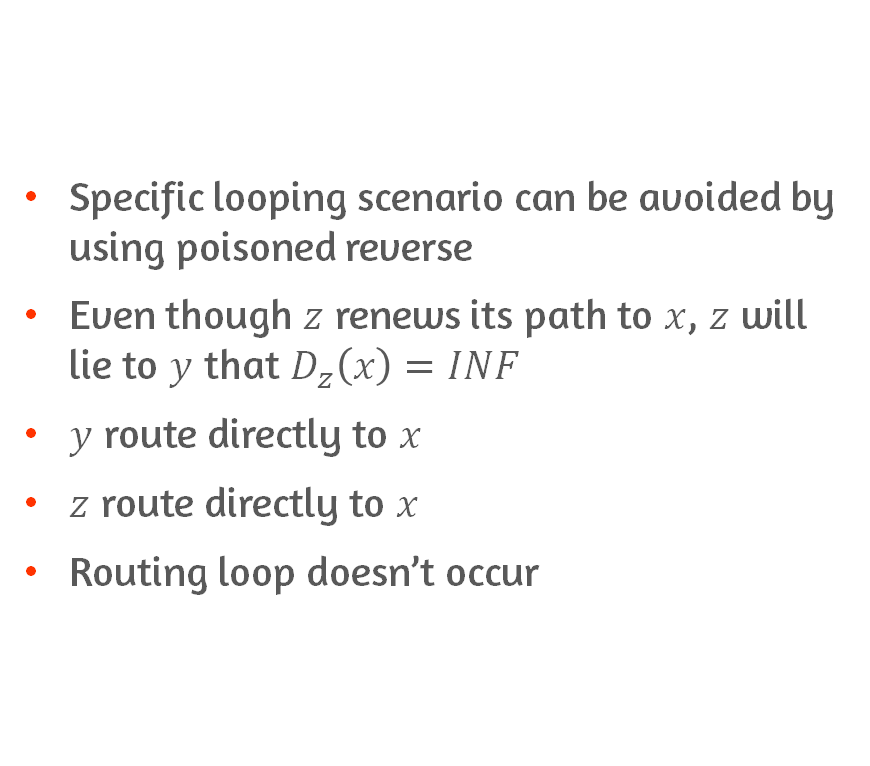 • Specific looping scenario can be avoided by
using poisoned reverse
• Even though z renews its path to x, z will
lie to y that D_z(x) = INF
• y route directly to x
• z route directly to x
• Routing loop doesn’t occur